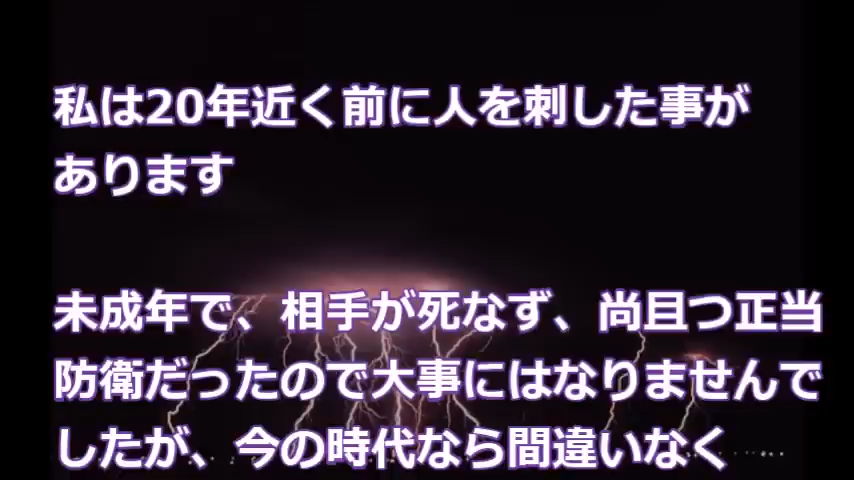 私は20年近く前に人を刺した事が
あります
未成年で、相手が死なず、尚且つ正当
防衛だったので大事にはなりませんで
したが、今の時代なら間違いなく